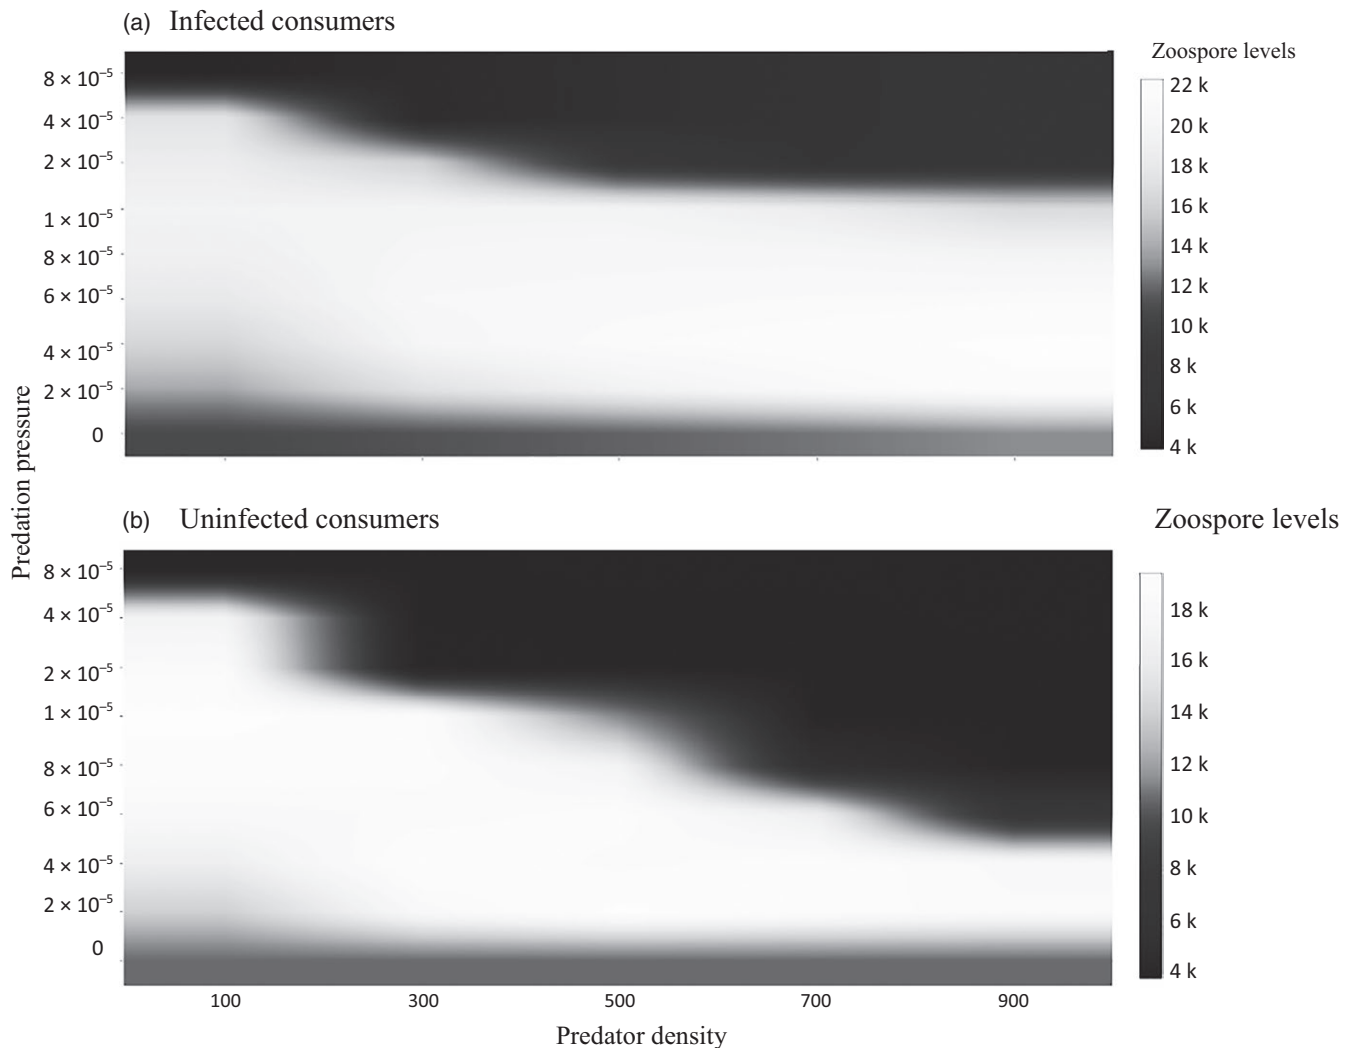 (a) Infected consumers
Zoospore levels
8 × 10⁻⁵
4 × 10⁻⁵
2 × 10⁻⁵
1 × 10⁻⁵
8 × 10⁻⁵
6 × 10⁻⁵
4 × 10⁻⁵
2 × 10⁻⁵
0
22 k
20 k
18 k
16 k
14 k
12 k
10 k
8 k
6 k
4 k
Predation pressure
(b) Uninfected consumers
Zoospore levels
8 × 10⁻⁵
4 × 10⁻⁵
2 × 10⁻⁵
1 × 10⁻⁵
8 × 10⁻⁵
6 × 10⁻⁵
4 × 10⁻⁵
2 × 10⁻⁵
0
18 k
16 k
14 k
12 k
10 k
8 k
6 k
4 k
100 300 500 700 900
Predator density